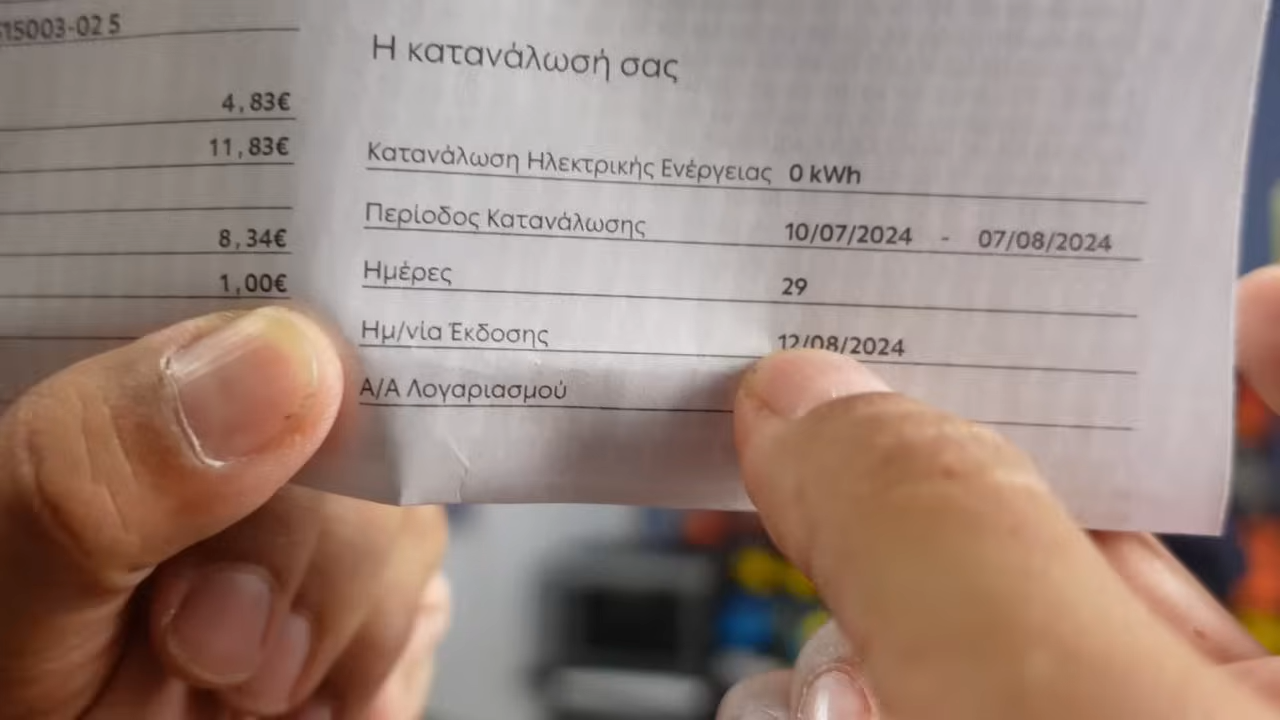 15003-02 5
4,83€
11,83€
8,34€
1,00€
Η κατανάλωσή σας
Κατανάλωση Ηλεκτρικής Ενέργειας 0 kWh
Περίοδος Κατανάλωσης 10/07/2024 - 07/08/2024
Ημέρες 29
Ημ/νία Έκδοσης 12/08/2024
Α/Α Λογαριασμού